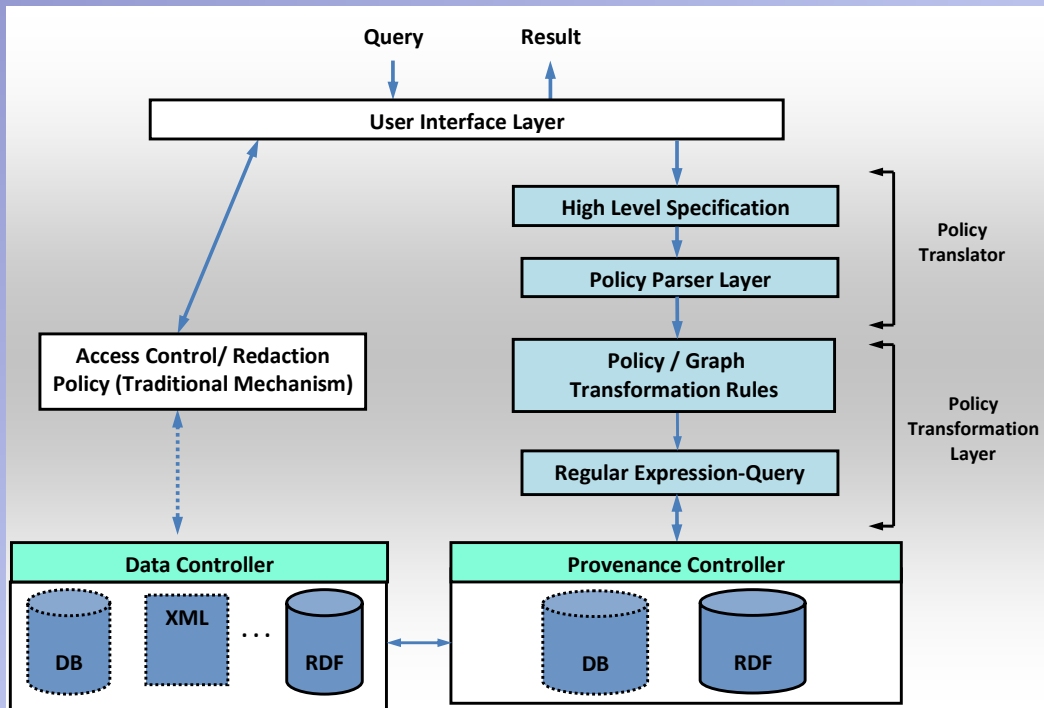 Query
Result
User Interface Layer
High Level Specification
Policy
Translator
Policy Parser Layer
Access Control/ Redaction
Policy (Traditional Mechanism)
Policy / Graph
Transformation Rules
Policy
Transformation
Layer
Regular Expression-Query
Data Controller
DB
XML
...
RDF
Provenance Controller
DB
RDF